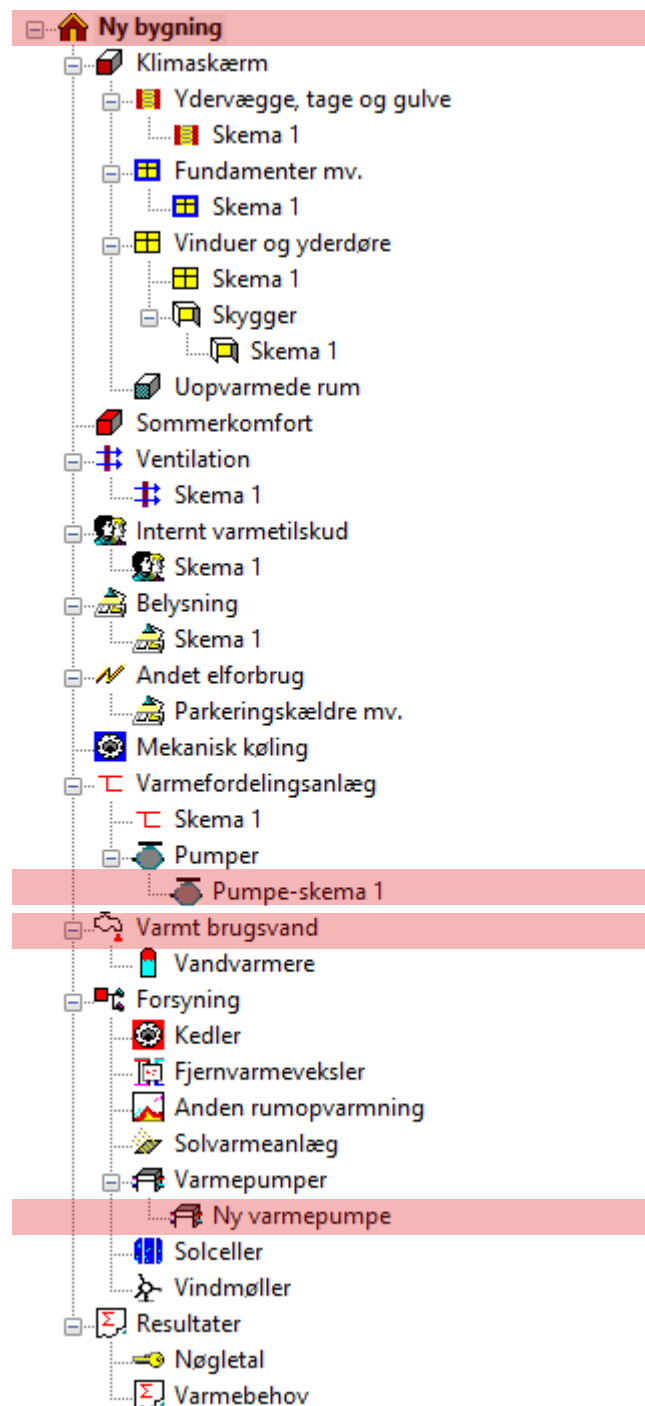 Ny bygning
Klimaskærm
Ydervægge, tage og gulve
Skema 1
Fundamenter mv.
Skema 1
Vinduer og yderdøre
Skema 1
Skygger
Skema 1
Uopvarmede rum
Sommerkomfort
Ventilation
Skema 1
Internt varmetilskud
Skema 1
Belysning
Skema 1
Andet elforbrug
Parkeringskældre mv.
Mekanisk køling
Varmefordelingsanlæg
Skema 1
Pumper
Pumpe-skema 1
Varmt brugsvand
Vandvarmere
Forsyning
Kedler
Fjernvarmeveksler
Anden rumopvarmning
Solvarmeanlæg
Varmepumper
Ny varmepumpe
Solceller
Vindmøller
Resultater
Nøgletal
Varmebehov